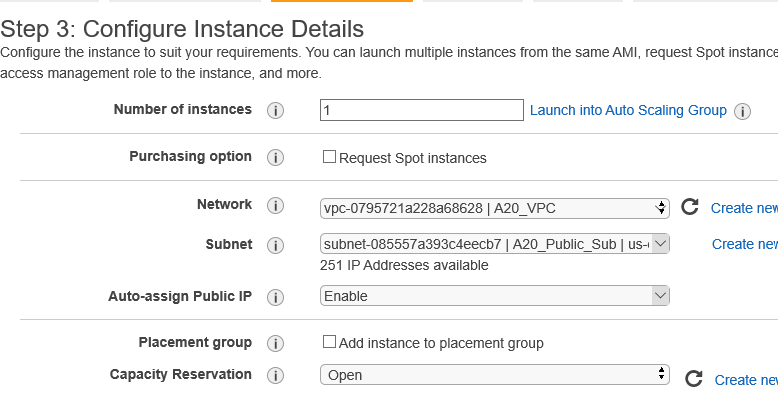 Step 3: Configure Instance Details
Configure the instance to suit your requirements. You can launch multiple instances from the same AMI, request Spot instance
access management role to the instance, and more.
Number of instances 1 Launch into Auto Scaling Group
Purchasing option Request Spot instances
Network vpc-0795721a228a68628 | A20_VPC Create new
Subnet subnet-085557a393c4eecb7 | A20_Public_Sub | us- Create new
251 IP Addresses available
Auto-assign Public IP Enable
Placement group Add instance to placement group
Capacity Reservation Open Create new